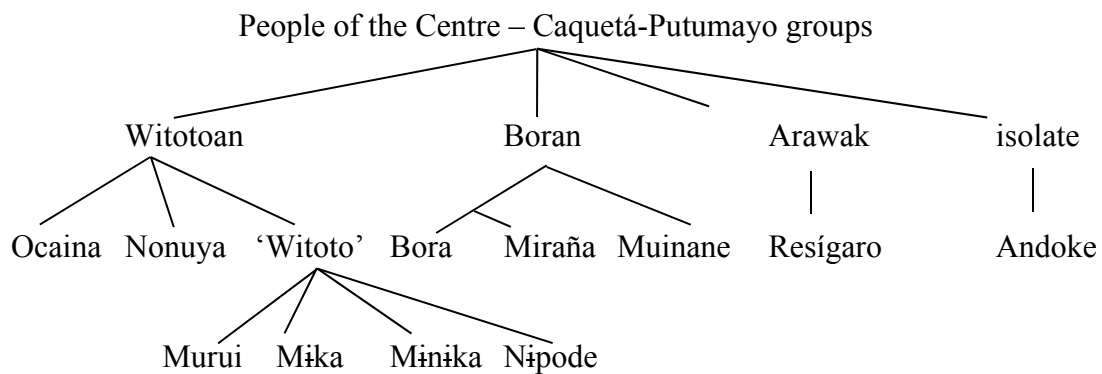 People of the Centre – Caquetá-Putumayo groups
Witotoan Boran Arawak isolate
Ocaina Nonuya ‘Witoto’ Bora Miraña Muinane Resígaro Andoke
Murui Mɨka Mɨnɨka Nɨpode